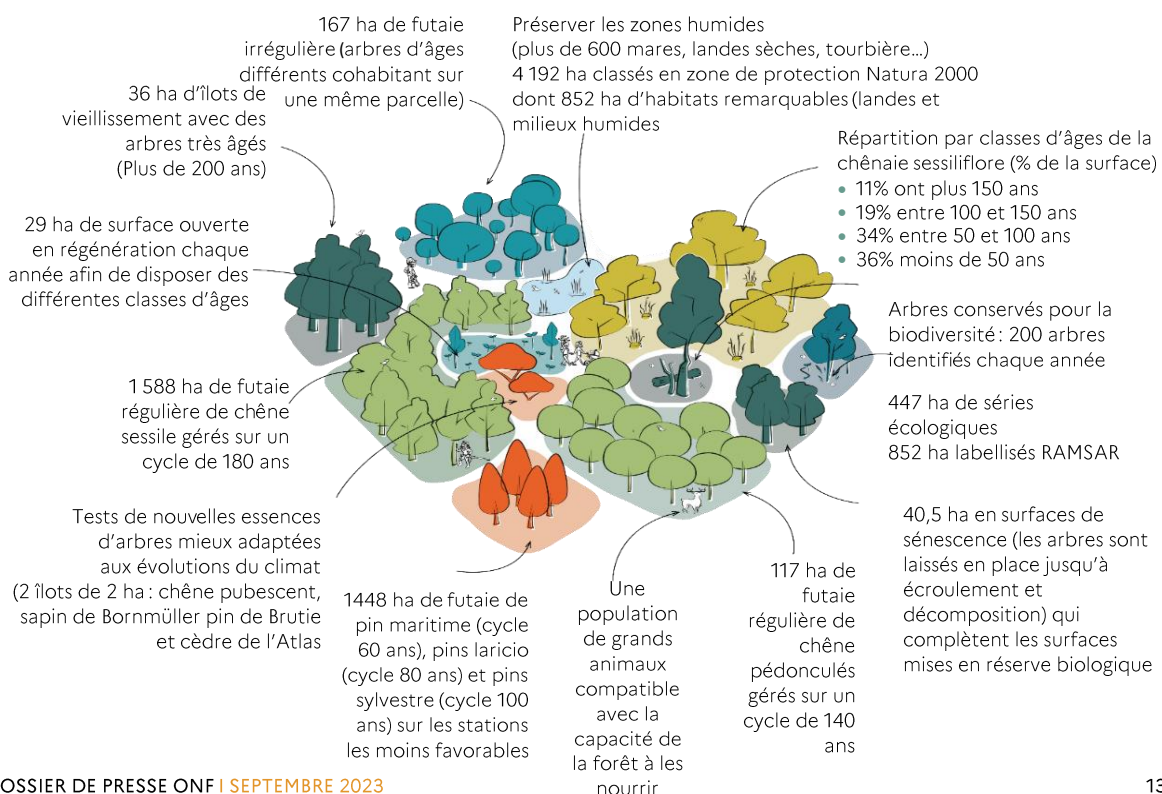 167 ha de futaie
irrégulière (arbres d'âges
différents cohabitant sur
une même parcelle)
Préserver les zones humides
(plus de 600 mares, landes sèches, tourbière...)
4 192 ha classés en zone de protection Natura 2000
dont 852 ha d'habitats remarquables (landes et
milieux humides
36 ha d'îlots de
vieillissement avec des
arbres très âgés
(Plus de 200 ans)
Répartition par classes d'âges de la
chênaie sessiliflore (% de la surface)
• 11% ont plus 150 ans
• 19% entre 100 et 150 ans
• 34% entre 50 et 100 ans
• 36% moins de 50 ans
29 ha de surface ouverte
en régénération chaque
année afin de disposer des
différentes classes d'âges
Arbres conservés pour la
biodiversité : 200 arbres
identifiés chaque année
1 588 ha de futaie
régulière de chêne
sessile gérés sur un
cycle de 180 ans
447 ha de séries
écologiques
852 ha labellisés RAMSAR
Tests de nouvelles essences
d'arbres mieux adaptées
aux évolutions du climat
(2 îlots de 2 ha : chêne pubescent,
sapin de Bornmüller pin de Brutie
et cèdre de l'Atlas
1448 ha de futaie de
pin maritime (cycle
60 ans), pins laricio
(cycle 80 ans) et pins
sylvestre (cycle 100
ans) sur les stations
les moins favorables
Une
population
de grands
animaux
compatible
avec la
capacité de
la forêt à les
nourrir
117 ha de
futaie
régulière de
chêne
pédonculés
gérés sur un
cycle de 140
ans
40,5 ha en surfaces de
sénescence (les arbres sont
laissés en place jusqu'à
écroulement et
décomposition) qui
complètent les surfaces
mises en réserve biologique
OSSIER DE PRESSE ONF I SEPTEMBRE 2023
13